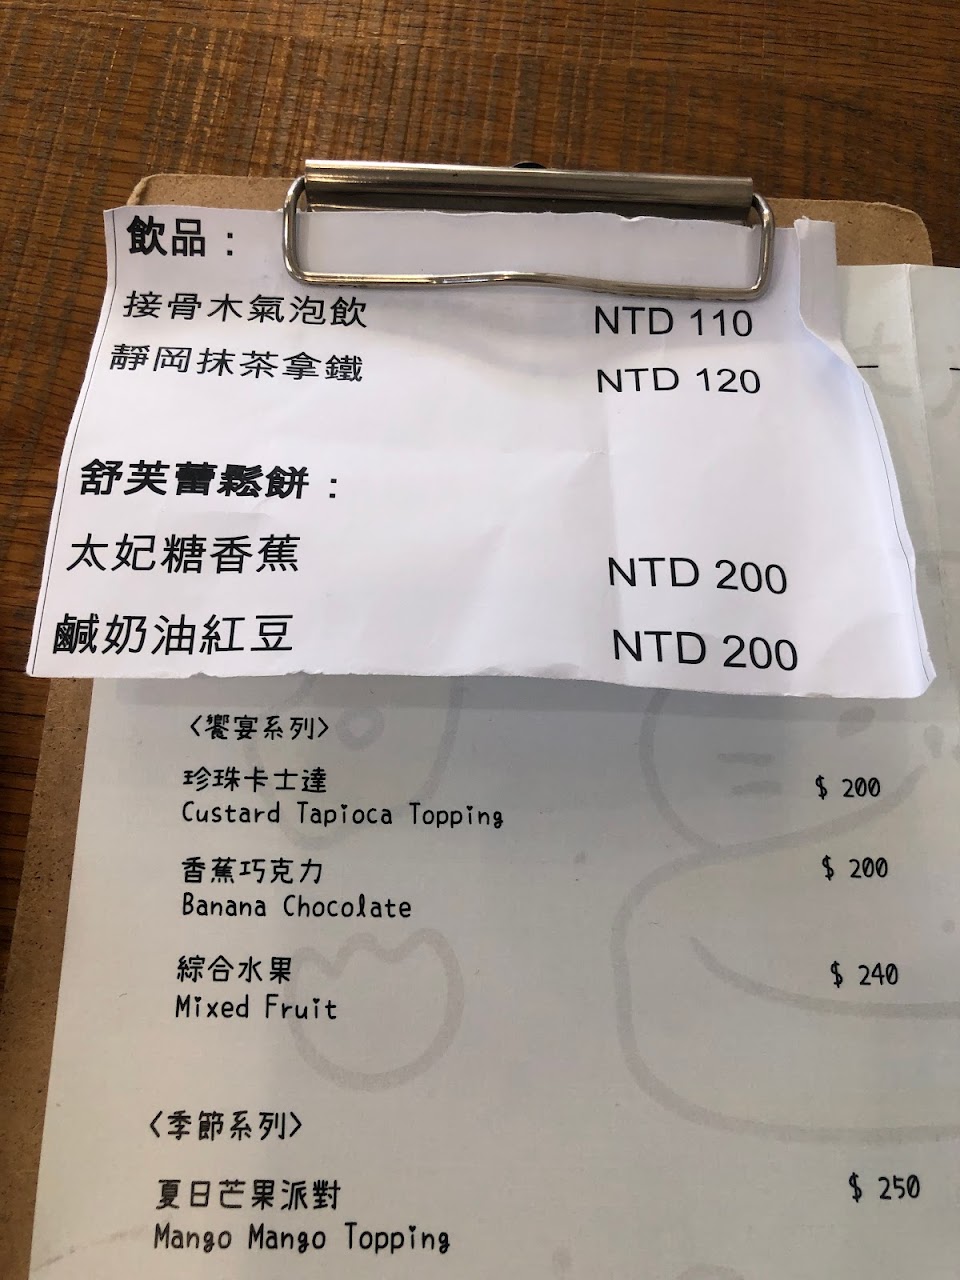 飲品：
接骨木氣泡飲 NTD 110
靜岡抹茶拿鐵 NTD 120
舒芙蕾鬆餅：
太妃糖香蕉 NTD 200
鹹奶油紅豆 NTD 200
〈饗宴系列〉
珍珠卡士達 $ 200
Custard Tapioca Topping
香蕉巧克力 $ 200
Banana Chocolate
綜合水果 $ 240
Mixed Fruit
〈季節系列〉
夏日芒果派對 $ 250
Mango Mango Topping